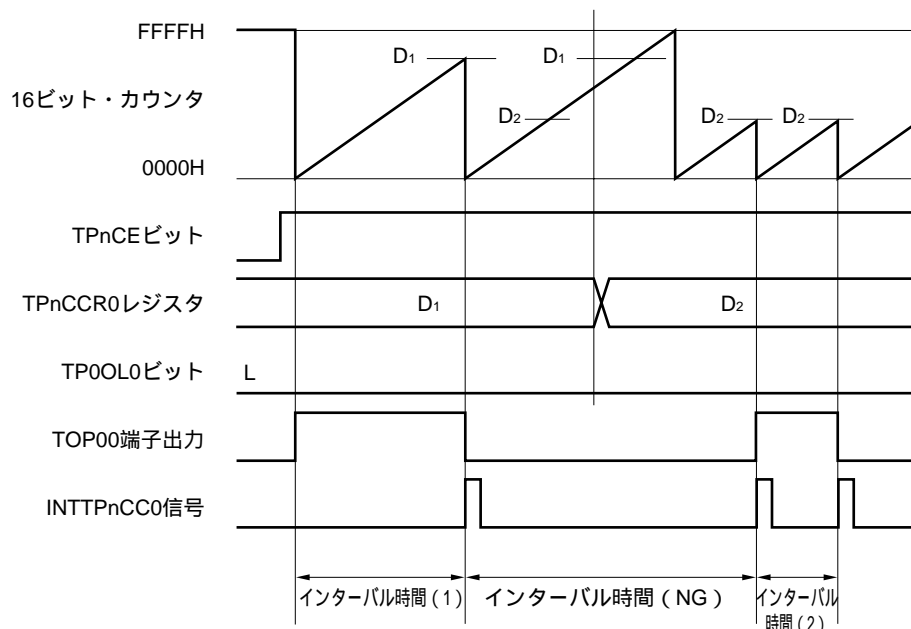 FFFFH
D1
D1
16ビット・カウンタ
D2
D2
D2
0000H
TPnCEビット
TPnCCR0レジスタ
D1
D2
TP0OL0ビット
L
TOP00端子出力
INTTPnCC0信号
インターバル時間（1）
インターバル時間（NG）
インターバル
時間（2）